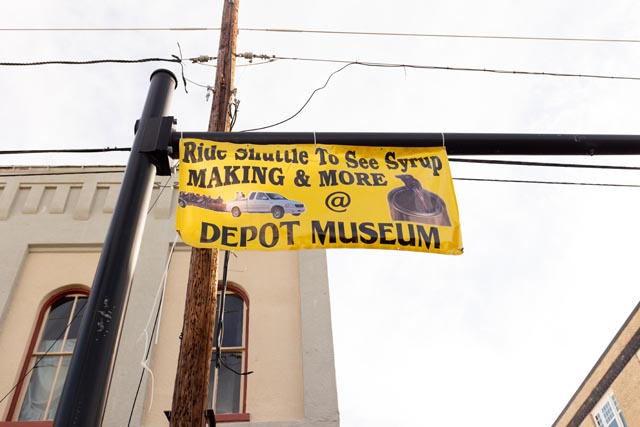 Ride Shuttle To See Syrup
MAKING & MORE
@
DEPOT MUSEUM